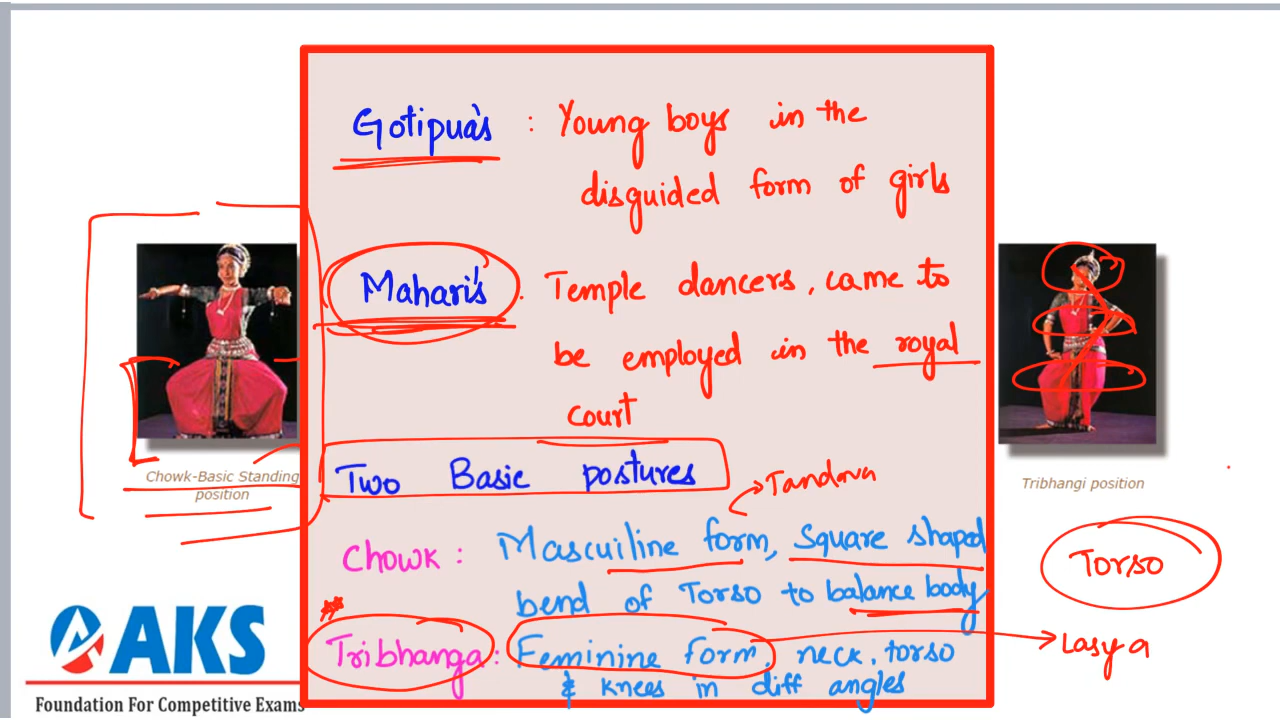 Gotipua's : Young boys in the
disguided form of girls
Mahari's . Temple dancers, came to
be employed in the royal
court
Two Basic postures
Tandava
Chowk : Mascuiline form, Square shaped
bend of Torso to balance body
Tribhanga : Feminine form, neck, torso
& knees in diff angles
Lasya
Torso
Chowk-Basic Standing
position
Tribhangi position
AKS
Foundation For Competitive Exams